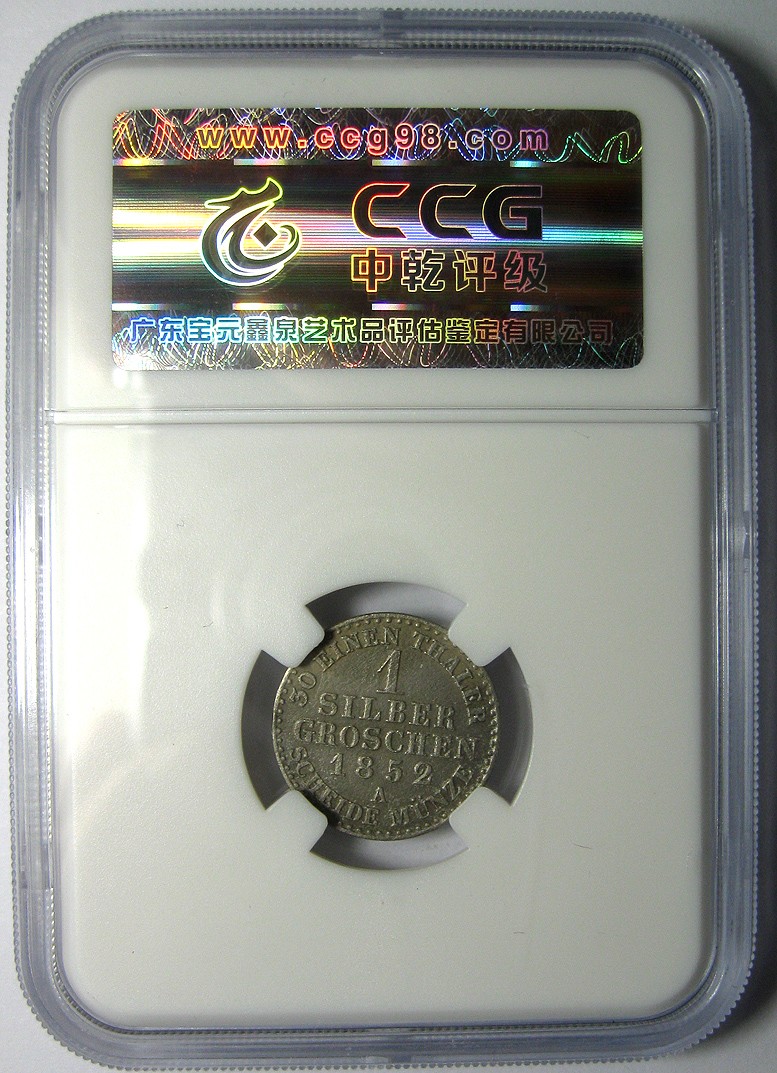 www.ccg98.com
CCG
中乾评级
广东宝元鑫泉艺术品评估鉴定有限公司
30 EINEN THALER
1
SILBER
GROSCHEN
1852
A
SCHEIDE MÜNZE